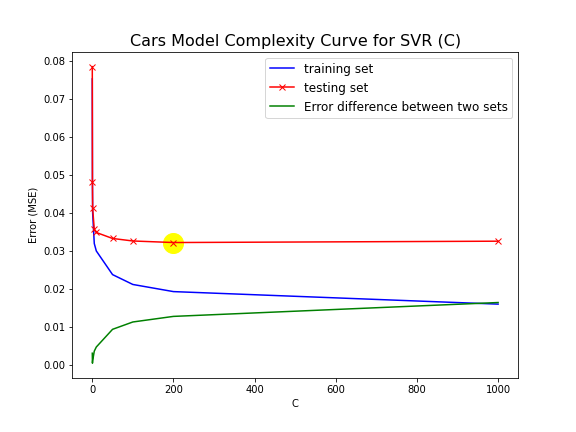 Cars Model Complexity Curve for SVR (C)
training set
testing set
Error difference between two sets
Error (MSE)
0.08
0.07
0.06
0.05
0.04
0.03
0.02
0.01
0.00
0
200
400
600
800
1000
C